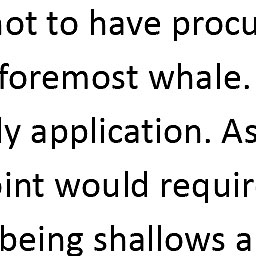 not to have procu
foremost whale.
ly application. As
oint would requir
being shallows a